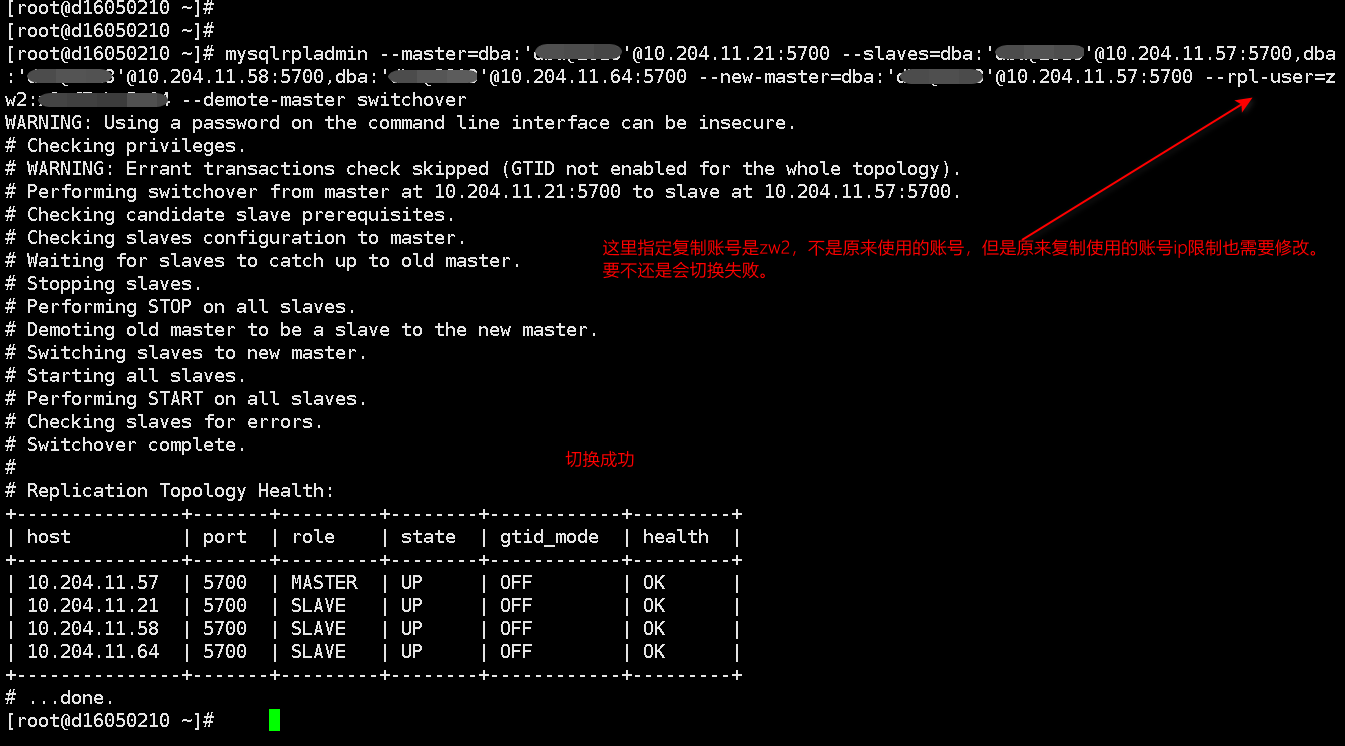 [root@d16050210 ~]#
[root@d16050210 ~]#
[root@d16050210 ~]# mysqlrpladmin --master=dba:' '@10.204.11.21:5700 --slaves=dba:' '@10.204.11.57:5700,dba
:' '@10.204.11.58:5700,dba:' '@10.204.11.64:5700 --new-master=dba:' '@10.204.11.57:5700 --rpl-user=z
w2: --demote-master switchover
WARNING: Using a password on the command line interface can be insecure.
# Checking privileges.
# WARNING: Errant transactions check skipped (GTID not enabled for the whole topology).
# Performing switchover from master at 10.204.11.21:5700 to slave at 10.204.11.57:5700.
# Checking candidate slave prerequisites.
# Checking slaves configuration to master.
这里指定复制账号是zw2，不是原来使用的账号，但是原来复制使用的账号ip限制也需要修改。
# Waiting for slaves to catch up to old master.
要不还是会切换失败。
# Stopping slaves.
# Performing STOP on all slaves.
# Demoting old master to be a slave to the new master.
# Switching slaves to new master.
# Starting all slaves.
# Performing START on all slaves.
# Checking slaves for errors.
# Switchover complete.
切换成功
#
# Replication Topology Health:
+---------------+-------+---------+--------+------------+---------+
| host | port | role | state | gtid_mode | health |
+---------------+-------+---------+--------+------------+---------+
| 10.204.11.57 | 5700 | MASTER | UP | OFF | OK |
| 10.204.11.21 | 5700 | SLAVE | UP | OFF | OK |
| 10.204.11.58 | 5700 | SLAVE | UP | OFF | OK |
| 10.204.11.64 | 5700 | SLAVE | UP | OFF | OK |
+---------------+-------+---------+--------+------------+---------+
# ...done.
[root@d16050210 ~]#